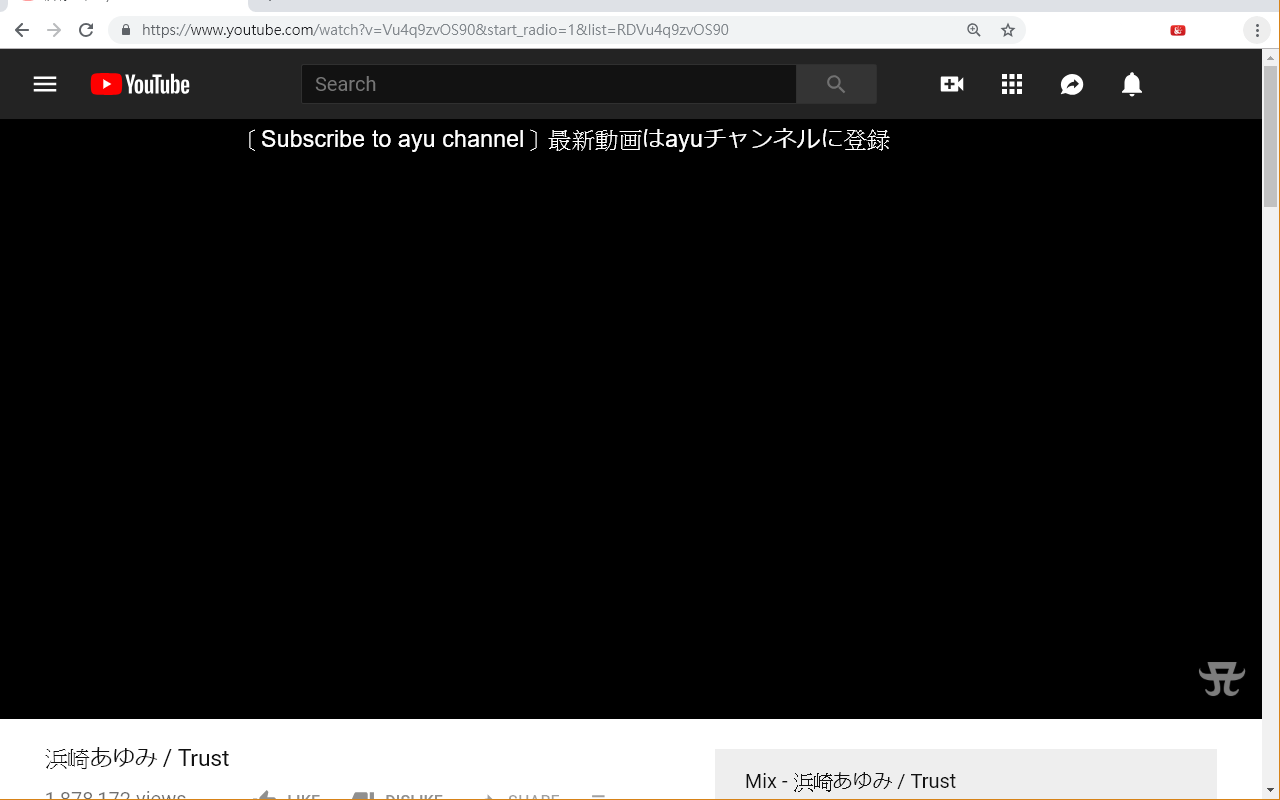 https://www.youtube.com/watch?v=Vu4q9zvOS90&start_radio=1&list=RDVu4q9zvOS90
YouTube
Search
〔Subscribe to ayu channel〕最新動画はayuチャンネルに登録
浜崎あゆみ / Trust
Mix - 浜崎あゆみ / Trust
1,878,172 views
LIKE
DISLIKE
SHARE